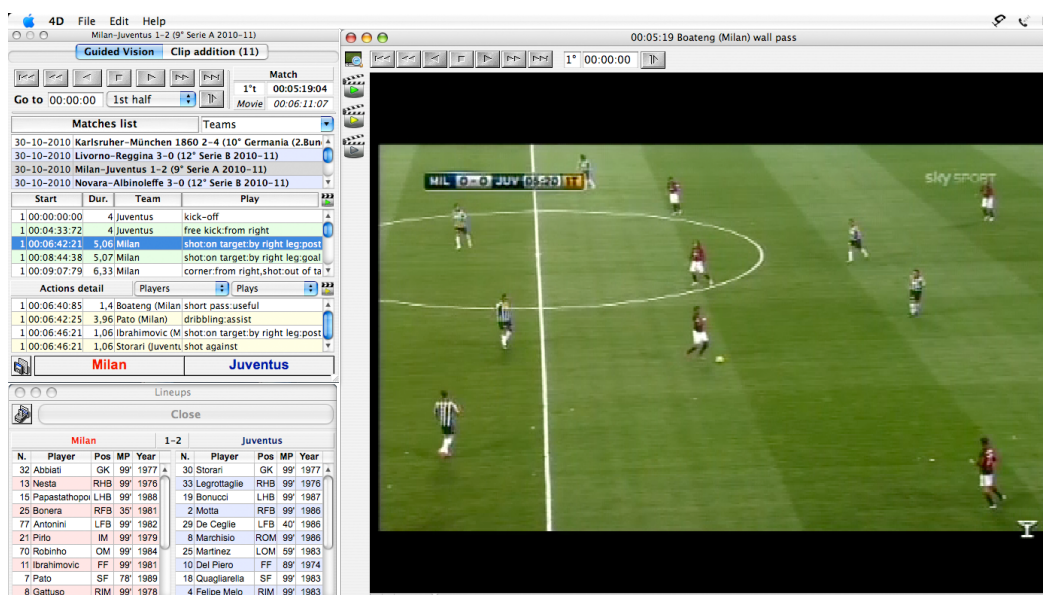 4D File Edit Help
Milan-Juventus 1-2 (9° Serie A 2010-11)
Guided Vision Clip addition (11)
Match
1°t 00:05:19:04
Go to 00:00:00 1st half Movie 00:06:11:07
Matches list Teams
30-10-2010 Karlsruher-München 1860 2-4 (10° Germania (2.Bun
30-10-2010 Livorno-Reggina 3-0 (12° Serie B 2010-11)
30-10-2010 Milan-Juventus 1-2 (9° Serie A 2010-11)
30-10-2010 Novara-Albinoleffe 3-0 (12° Serie B 2010-11)
Start Dur. Team Play
1 00:00:00:00 4 Juventus kick-off
1 00:04:33:72 4 Juventus free kick:from right
1 00:06:42:21 5,06 Milan shot:on target:by right leg:post
1 00:08:44:38 5,07 Milan shot:on target:by right leg:goal
1 00:09:07:79 6,33 Milan corner:from right,shot:out of ta
Actions detail Players Plays
1 00:06:40:85 1,4 Boateng (Milan short pass:useful
1 00:06:42:25 3,96 Pato (Milan) dribbling:assist
1 00:06:46:21 1,06 Ibrahimovic (M shot:on target:by right leg:post
1 00:06:46:21 1,06 Storari (Juventu shot against
Milan Juventus
Lineups
Close
Milan 1-2 Juventus
N. Player Pos MP Year N. Player Pos MP Year
32 Abbiati GK 99' 1977 30 Storari GK 99' 1977
13 Nesta RHB 99' 1976 33 Legrottaglie RHB 99' 1976
15 Papastathopo LHB 99' 1988 19 Bonucci LHB 99' 1987
25 Bonera RFB 35' 1981 2 Motta RFB 99' 1986
77 Antonini LFB 99' 1982 29 De Ceglie LFB 40' 1986
21 Pirlo IM 99' 1979 8 Marchisio ROM 99' 1986
70 Robinho OM 99' 1984 25 Martinez LOM 59' 1983
11 Ibrahimovic FF 99' 1981 10 Del Piero FF 89' 1974
7 Pato SF 78' 1989 18 Quagliarella SF 99' 1983
8 Gattuso RIM 99' 1978 4 Felipe Melo RIM 99' 1983
00:05:19 Boateng (Milan) wall pass
1° 00:00:00
MIL 0-0 JUV 05:20 1T
sky SPORT